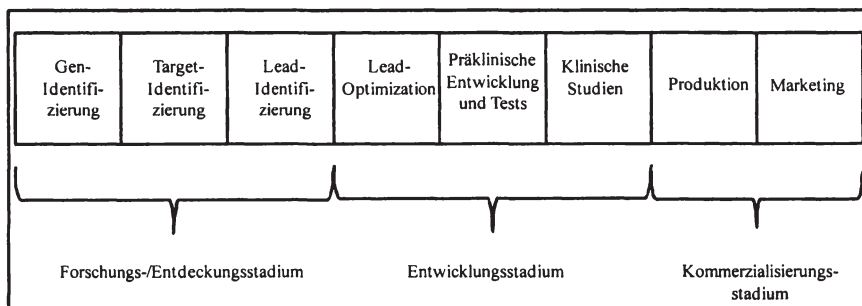 Gen-
Identifi-
zierung
Target-
Identifi-
zierung
Lead-
Identifi-
zierung
Lead-
Optimization
Präklinische
Entwicklung
und Tests
Klinische
Studien
Produktion
Marketing
Forschungs-/Entdeckungsstadium
Entwicklungsstadium
Kommerzialisierungs-
stadium